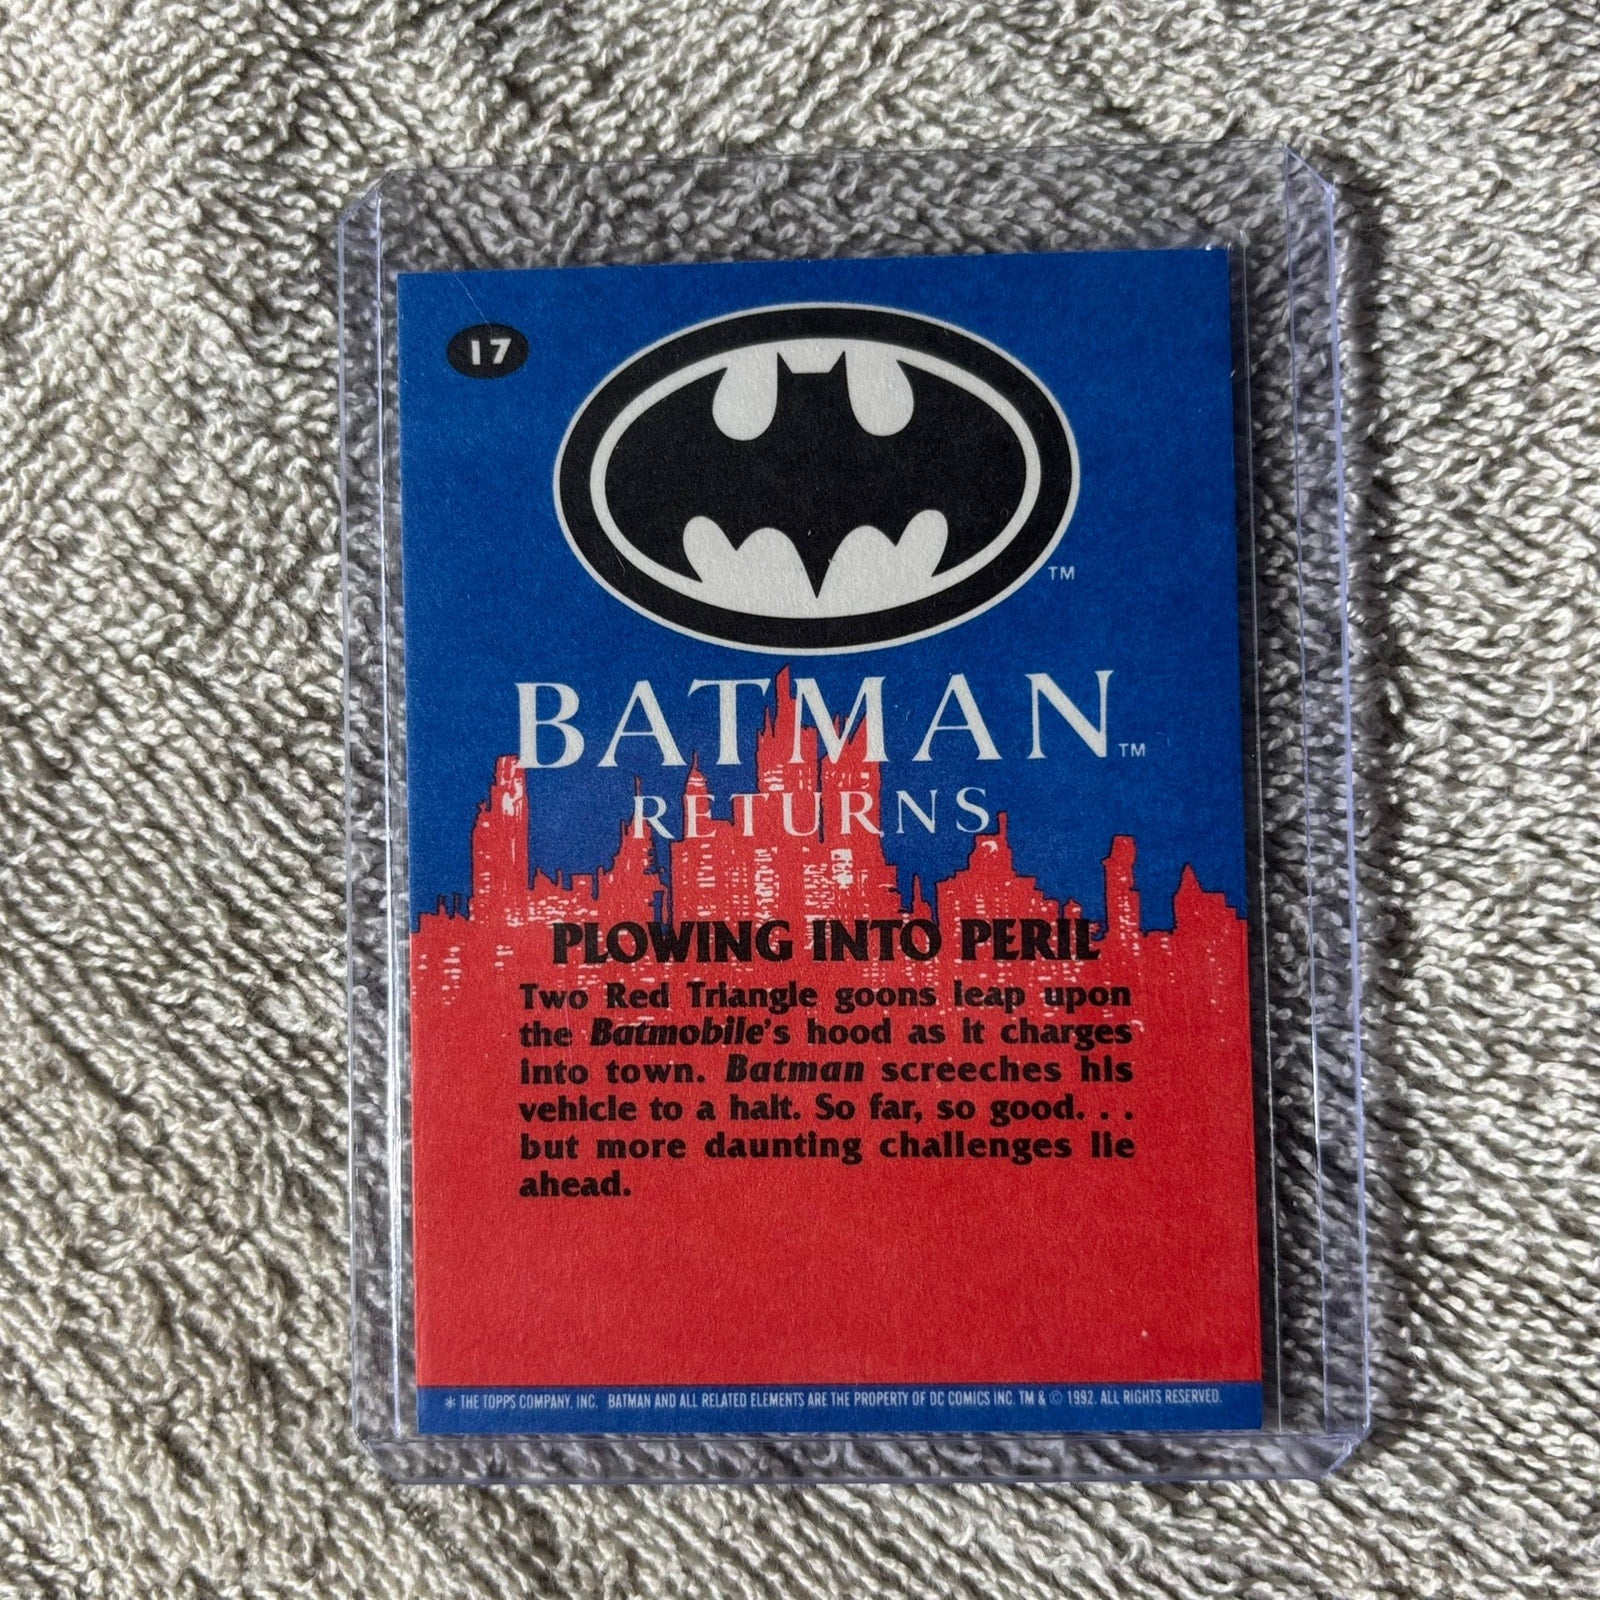 17
TM
BATMAN TM
RETURNS
PLOWING INTO PERIL
Two Red Triangle goons leap upon
the Batmobile's hood as it charges
into town. Batman screeches his
vehicle to a halt. So far, so good. . .
but more daunting challenges lie
ahead.
* THE TOPPS COMPANY, INC. BATMAN AND ALL RELATED ELEMENTS ARE THE PROPERTY OF DC COMICS INC. TM & © 1992. ALL RIGHTS RESERVED.